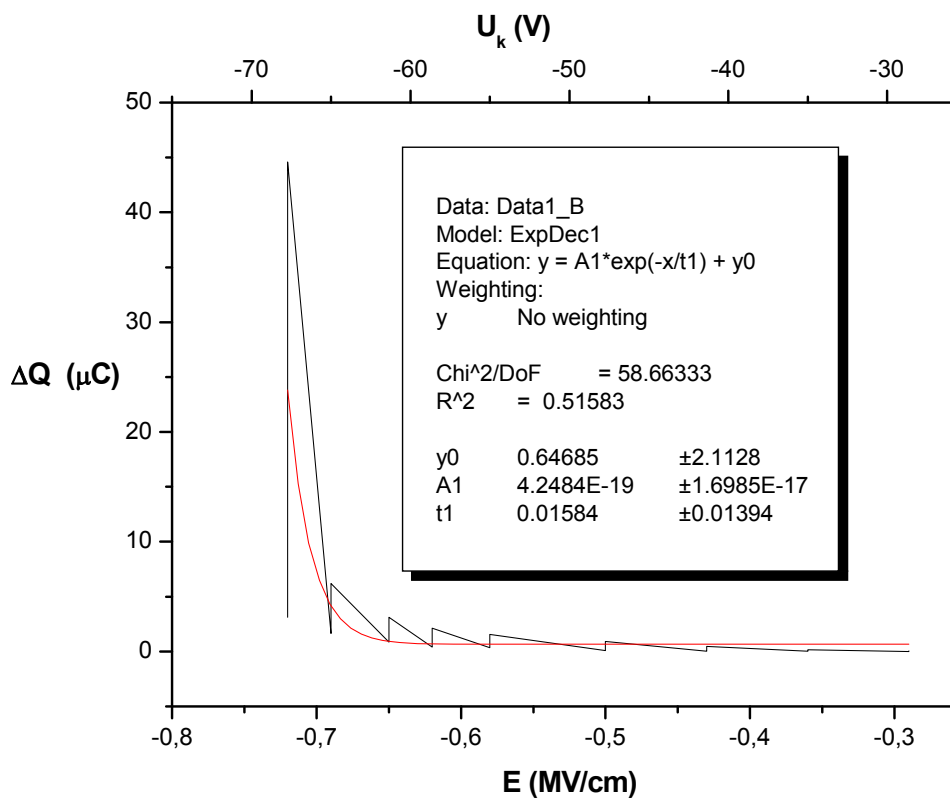 U_k (V)
-70 -60 -50 -40 -30
50
40
30
20
10
0
ΔQ (μC)
Data: Data1_B
Model: ExpDec1
Equation: y = A1*exp(-x/t1) + y0
Weighting:
y No weighting
Chi^2/DoF = 58.66333
R^2 = 0.51583
y0 0.64685 ±2.1128
A1 4.2484E-19 ±1.6985E-17
t1 0.01584 ±0.01394
-0,8 -0,7 -0,6 -0,5 -0,4 -0,3
E (MV/cm)